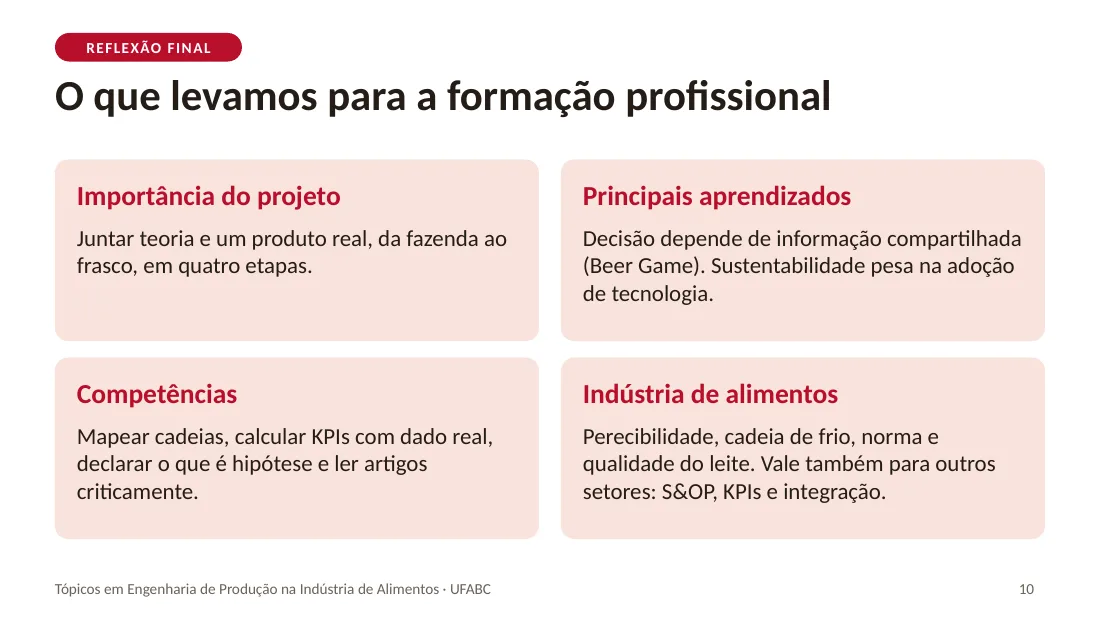 REFLEXÃO FINAL
O que levamos para a formação profissional
Importância do projeto
Juntar teoria e um produto real, da fazenda ao
frasco, em quatro etapas.
Principais aprendizados
Decisão depende de informação compartilhada
(Beer Game). Sustentabilidade pesa na adoção
de tecnologia.
Competências
Mapear cadeias, calcular KPIs com dado real,
declarar o que é hipótese e ler artigos
criticamente.
Indústria de alimentos
Perecibilidade, cadeia de frio, norma e
qualidade do leite. Vale também para outros
setores: S&OP, KPIs e integração.
Tópicos em Engenharia de Produção na Indústria de Alimentos · UFABC
10